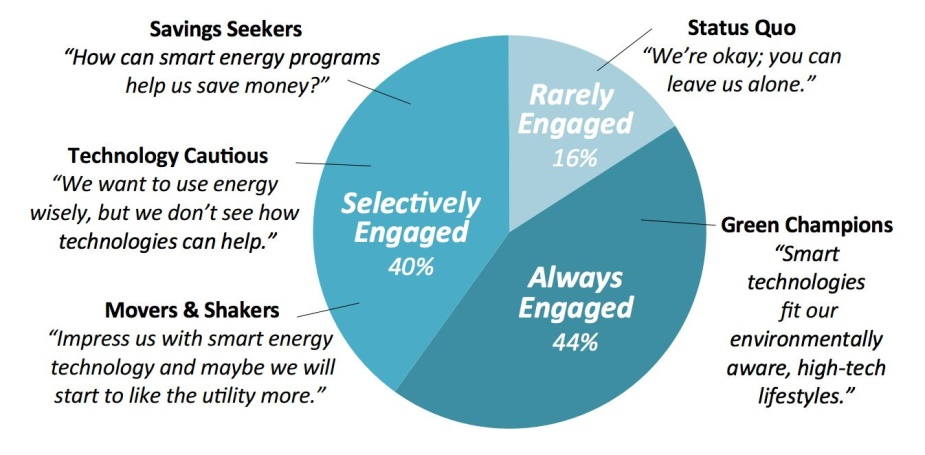 Savings Seekers
“How can smart energy programs
help us save money?”
Technology Cautious
“We want to use energy
wisely, but we don’t see how
technologies can help.”
Movers & Shakers
“Impress us with smart energy
technology and maybe we will
start to like the utility more.”
Selectively
Engaged
40%
Rarely
Engaged
16%
Always
Engaged
44%
Status Quo
“We’re okay; you can
leave us alone.”
Green Champions
“Smart
technologies
fit our
environmentally
aware, high-tech
lifestyles.”